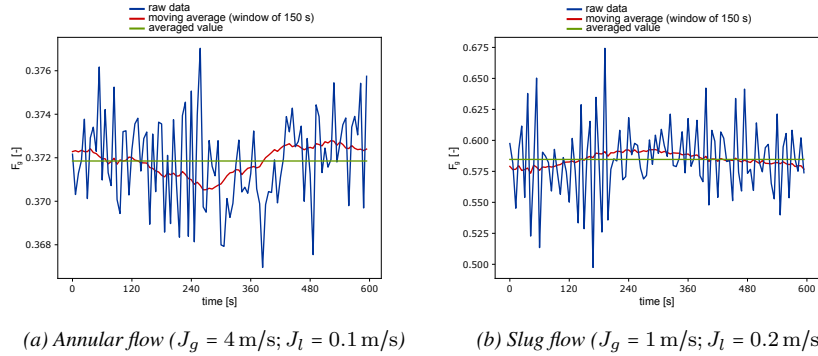 raw data
moving average (window of 150 s)
averaged value
0.376
0.374
0.372
0.370
0.368
F_g [-]
0 120 240 360 480 600
time [s]
(a) Annular flow (J_g = 4 m/s; J_l = 0.1 m/s)
raw data
moving average (window of 150 s)
averaged value
0.675
0.650
0.625
0.600
0.575
0.550
0.525
0.500
F_g [-]
0 120 240 360 480 600
time [s]
(b) Slug flow (J_g = 1 m/s; J_l = 0.2 m/s